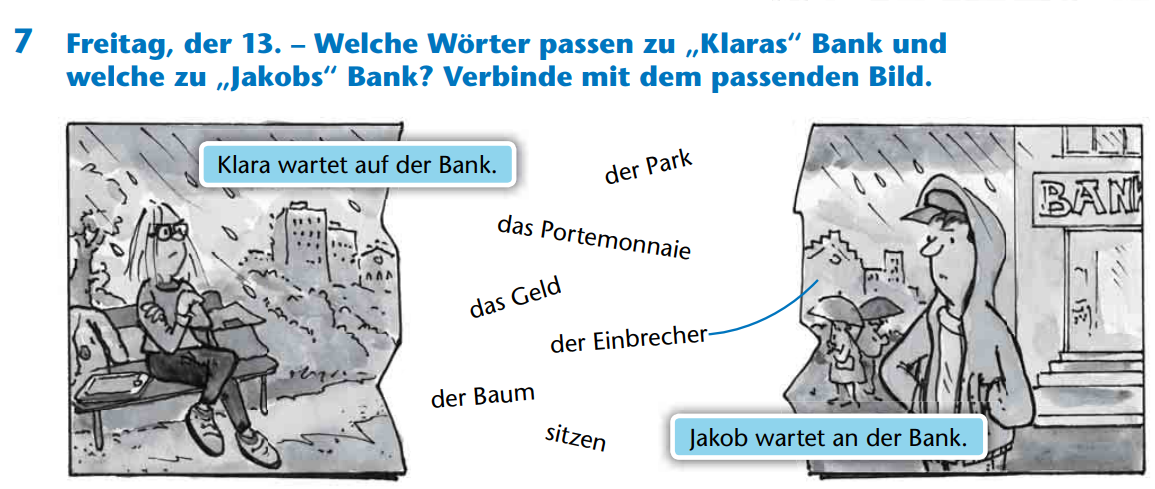 7 Freitag, der 13. – Welche Wörter passen zu „Klaras“ Bank und
welche zu „Jakobs“ Bank? Verbinde mit dem passenden Bild.
Klara wartet auf der Bank.
der Park
das Portemonnaie
das Geld
der Einbrecher
der Baum
sitzen
BANK
Jakob wartet an der Bank.